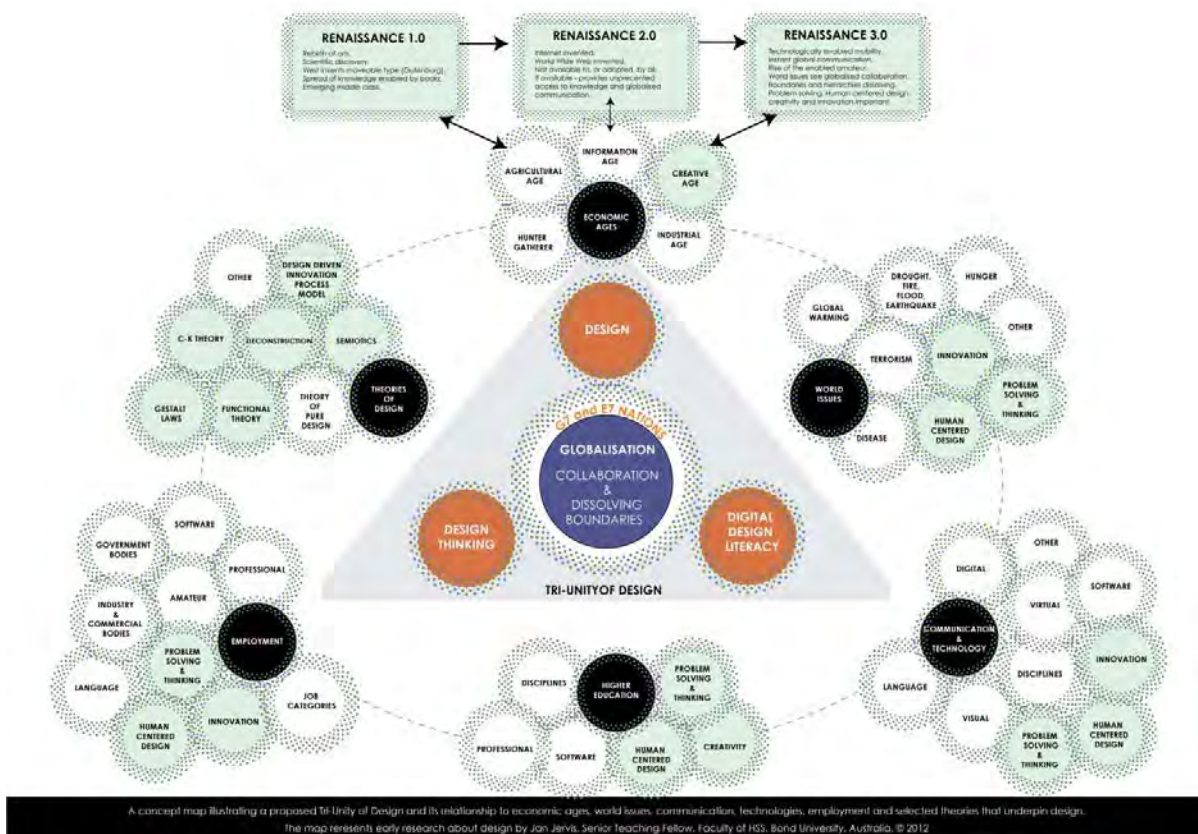 RENAISSANCE 1.0
Rebirth of arts.
Scientific discovery.
West invents moveable type (Gutenburg).
Spread of knowledge enabled by books.
Emerging middle class.
RENAISSANCE 2.0
Internet invented.
World Wide Web invented.
Not available to, or adopted, by all.
If available - provides unprecented
access to knowledge and globalised
communication.
RENAISSANCE 3.0
Technologically enabled mobility.
Instant global communication.
Rise of the enabled amateur.
World issues see globalised collaboration.
Boundaries and hierarchies dissolving.
Problem solving, Human centered design,
creativity and innovation important.
AGRICULTURAL
AGE
INFORMATION
AGE
CREATIVE
AGE
HUNTER
GATHERER
ECONOMIC
AGES
INDUSTRIAL
AGE
OTHER
DESIGN DRIVEN
INNOVATION
PROCESS
MODEL
C-K THEORY
DECONSTRUCTION
SEMIOTICS
GESTALT
LAWS
FUNCTIONAL
THEORY
THEORY
OF
PURE
DESIGN
THEORIES
OF
DESIGN
GLOBAL
WARMING
DROUGHT,
FIRE,
FLOOD,
EARTHQUAKE
HUNGER
OTHER
TERRORISM
INNOVATION
WORLD
ISSUES
PROBLEM
SOLVING
&
THINKING
DISEASE
HUMAN
CENTERED
DESIGN
DESIGN
G7 and E7 NATIONS
GLOBALISATION
COLLABORATION
&
DISSOLVING
BOUNDARIES
DESIGN
THINKING
DIGITAL
DESIGN
LITERACY
TRI-UNITYOF DESIGN
SOFTWARE
GOVERNMENT
BODIES
PROFESSIONAL
AMATEUR
INDUSTRY
&
COMMERCIAL
BODIES
EMPLOYMENT
PROBLEM
SOLVING
&
THINKING
LANGUAGE
JOB
CATEGORIES
HUMAN
CENTERED
DESIGN
INNOVATION
DISCIPLINES
HIGHER
EDUCATION
PROBLEM
SOLVING
&
THINKING
PROFESSIONAL
SOFTWARE
HUMAN
CENTERED
DESIGN
CREATIVITY
OTHER
DIGITAL
SOFTWARE
VIRTUAL
COMMUNICATION
&
TECHNOLOGY
INNOVATION
DISCIPLINES
LANGUAGE
VISUAL
PROBLEM
SOLVING
&
THINKING
HUMAN
CENTERED
DESIGN
A concept map illustrating a proposed Tri-Unity of Design and its relationship to economic ages, world issues, communication, technologies, employment and selected theories that underpin design.
The map reresents early research about design by Jan Jervis, Senior Teaching Fellow, Faculty of HSS, Bond University, Australia. © 2012